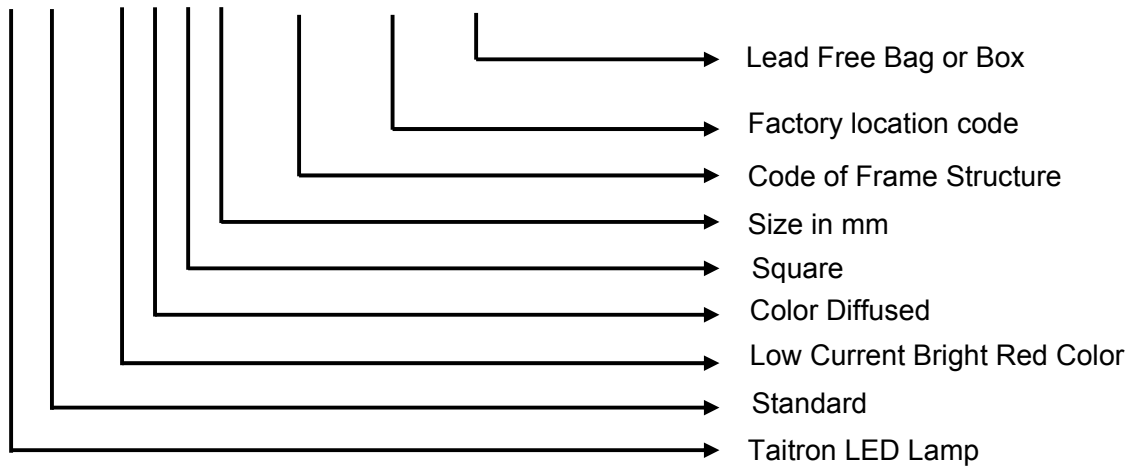 Lead Free Bag or Box
Factory location code
Code of Frame Structure
Size in mm
Square
Color Diffused
Low Current Bright Red Color
Standard
Taitron LED Lamp